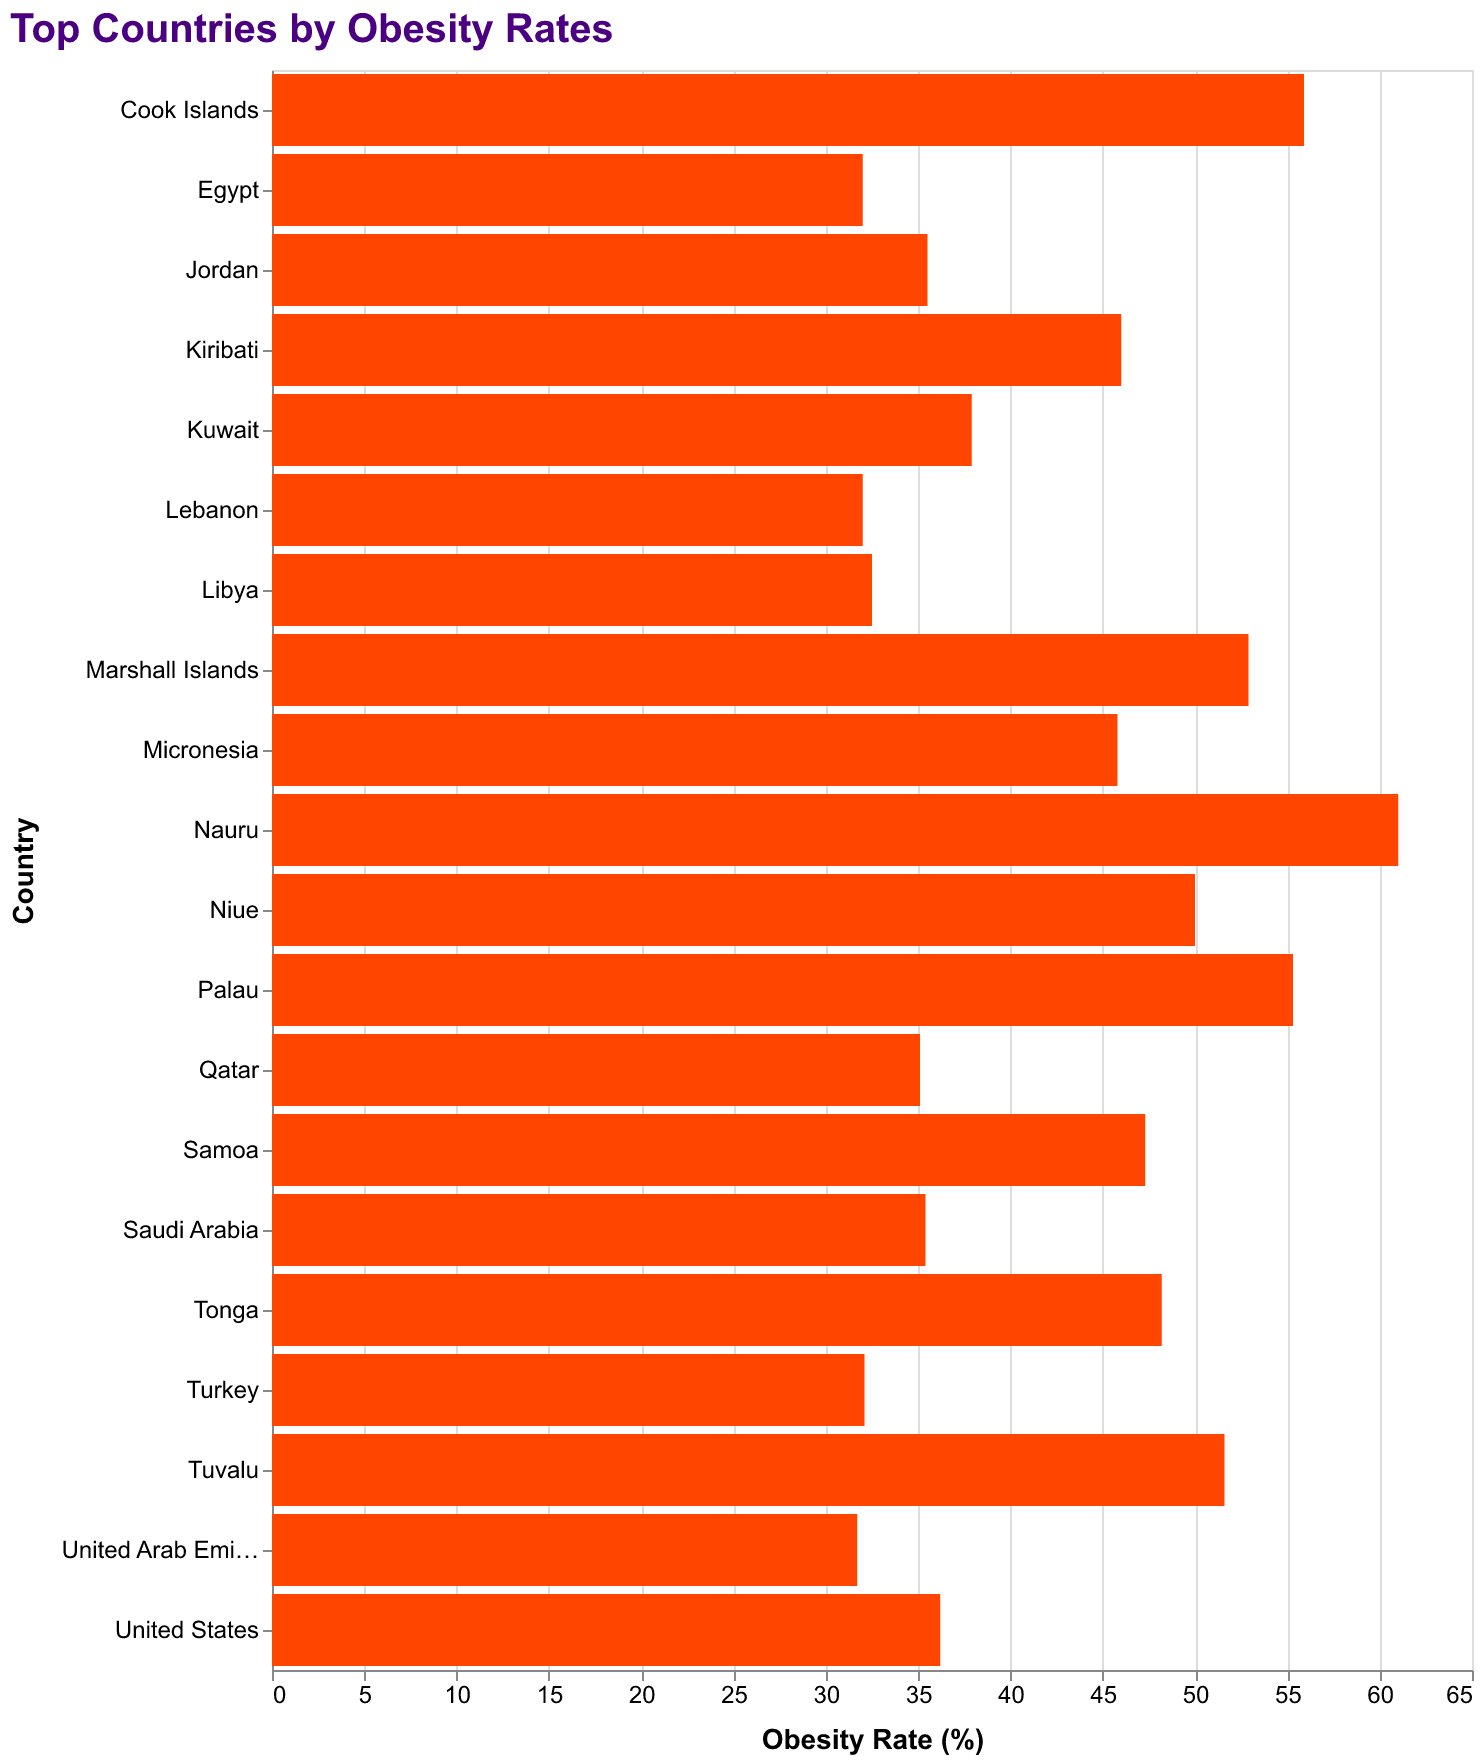 Top Countries by Obesity Rates
Cook Islands
Egypt
Jordan
Kiribati
Kuwait
Lebanon
Libya
Marshall Islands
Micronesia
Nauru
Niue
Palau
Qatar
Samoa
Saudi Arabia
Tonga
Turkey
Tuvalu
United Arab Emi…
United States
Country
0 5 10 15 20 25 30 35 40 45 50 55 60 65
Obesity Rate (%)